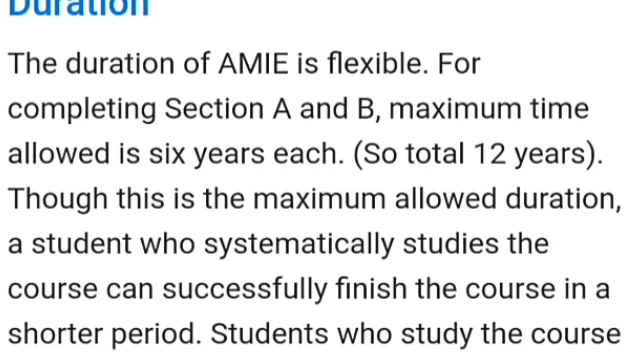 Duration
The duration of AMIE is flexible. For
completing Section A and B, maximum time
allowed is six years each. (So total 12 years).
Though this is the maximum allowed duration,
a student who systematically studies the
course can successfully finish the course in a
shorter period. Students who study the course